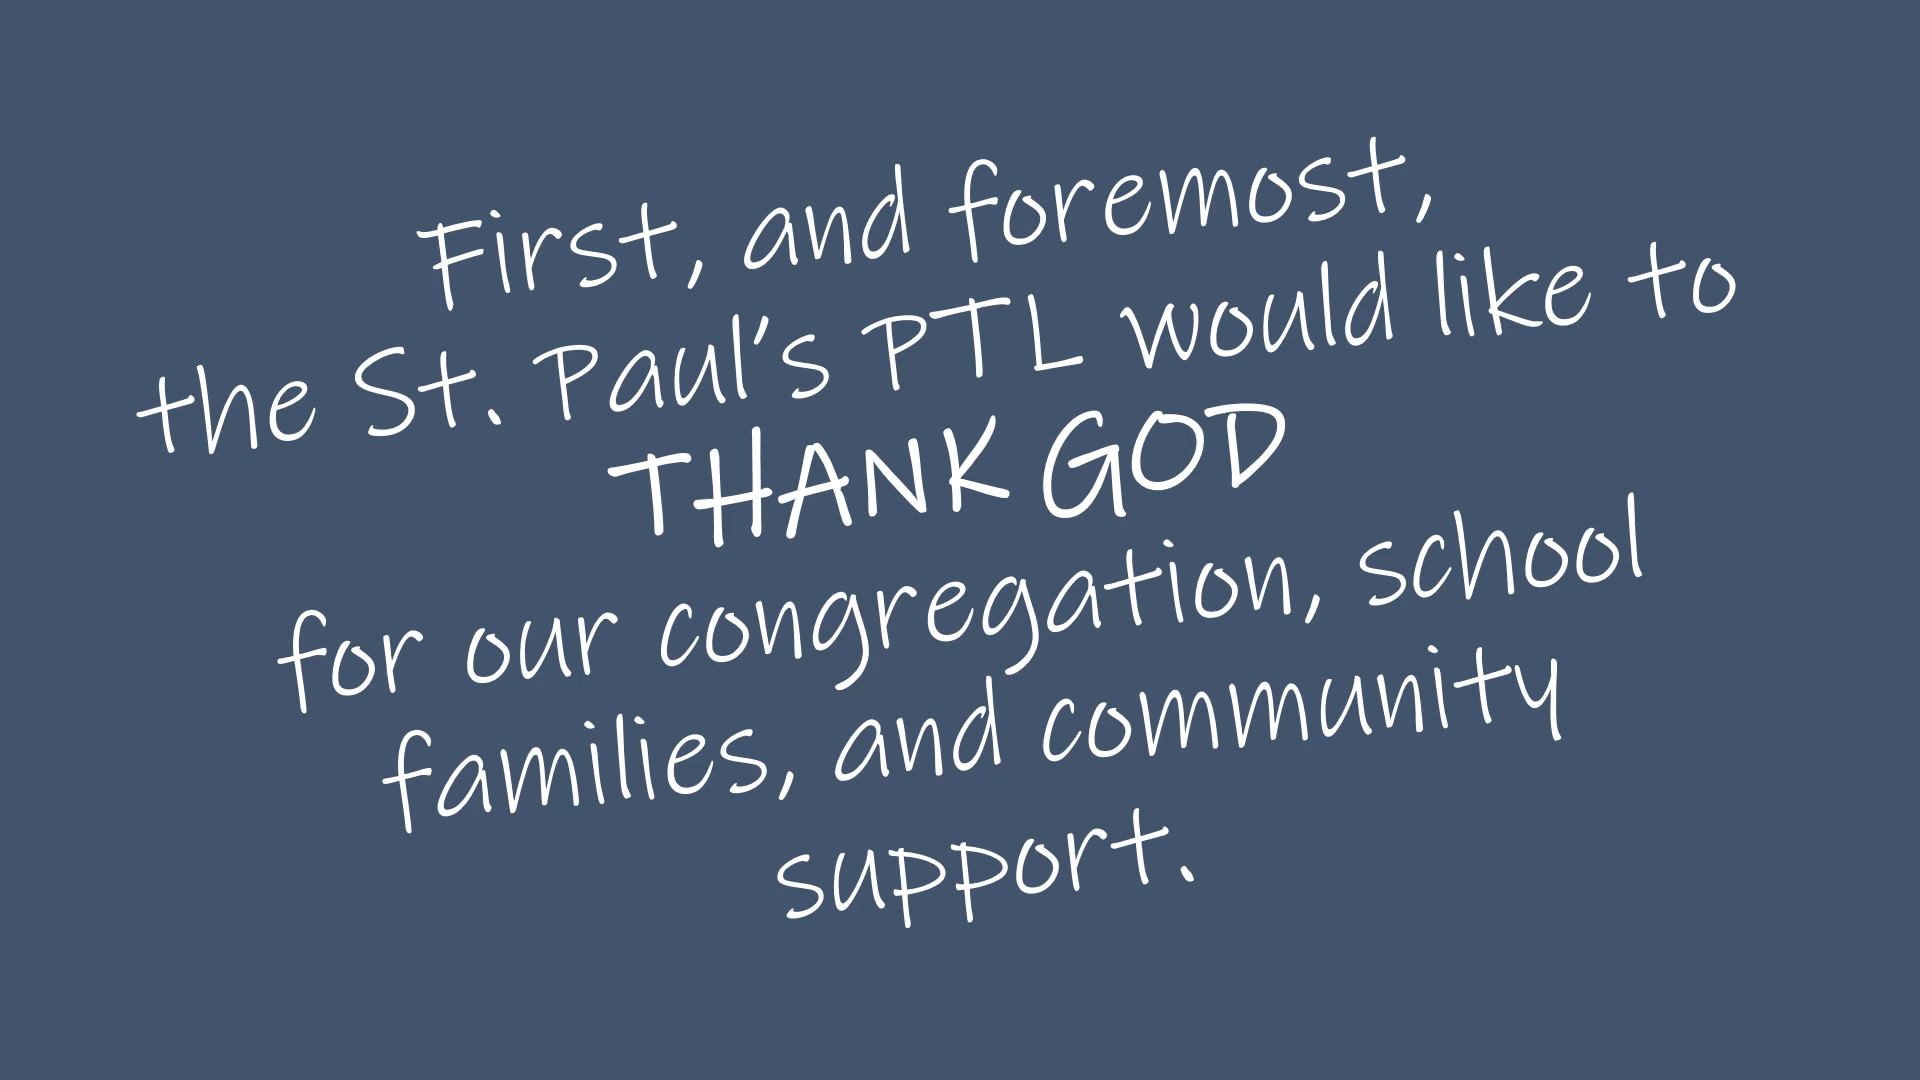 First, and foremost,
the St. Paul's PTL would like to
THANK GOD
for our congregation, school
families, and community
support.